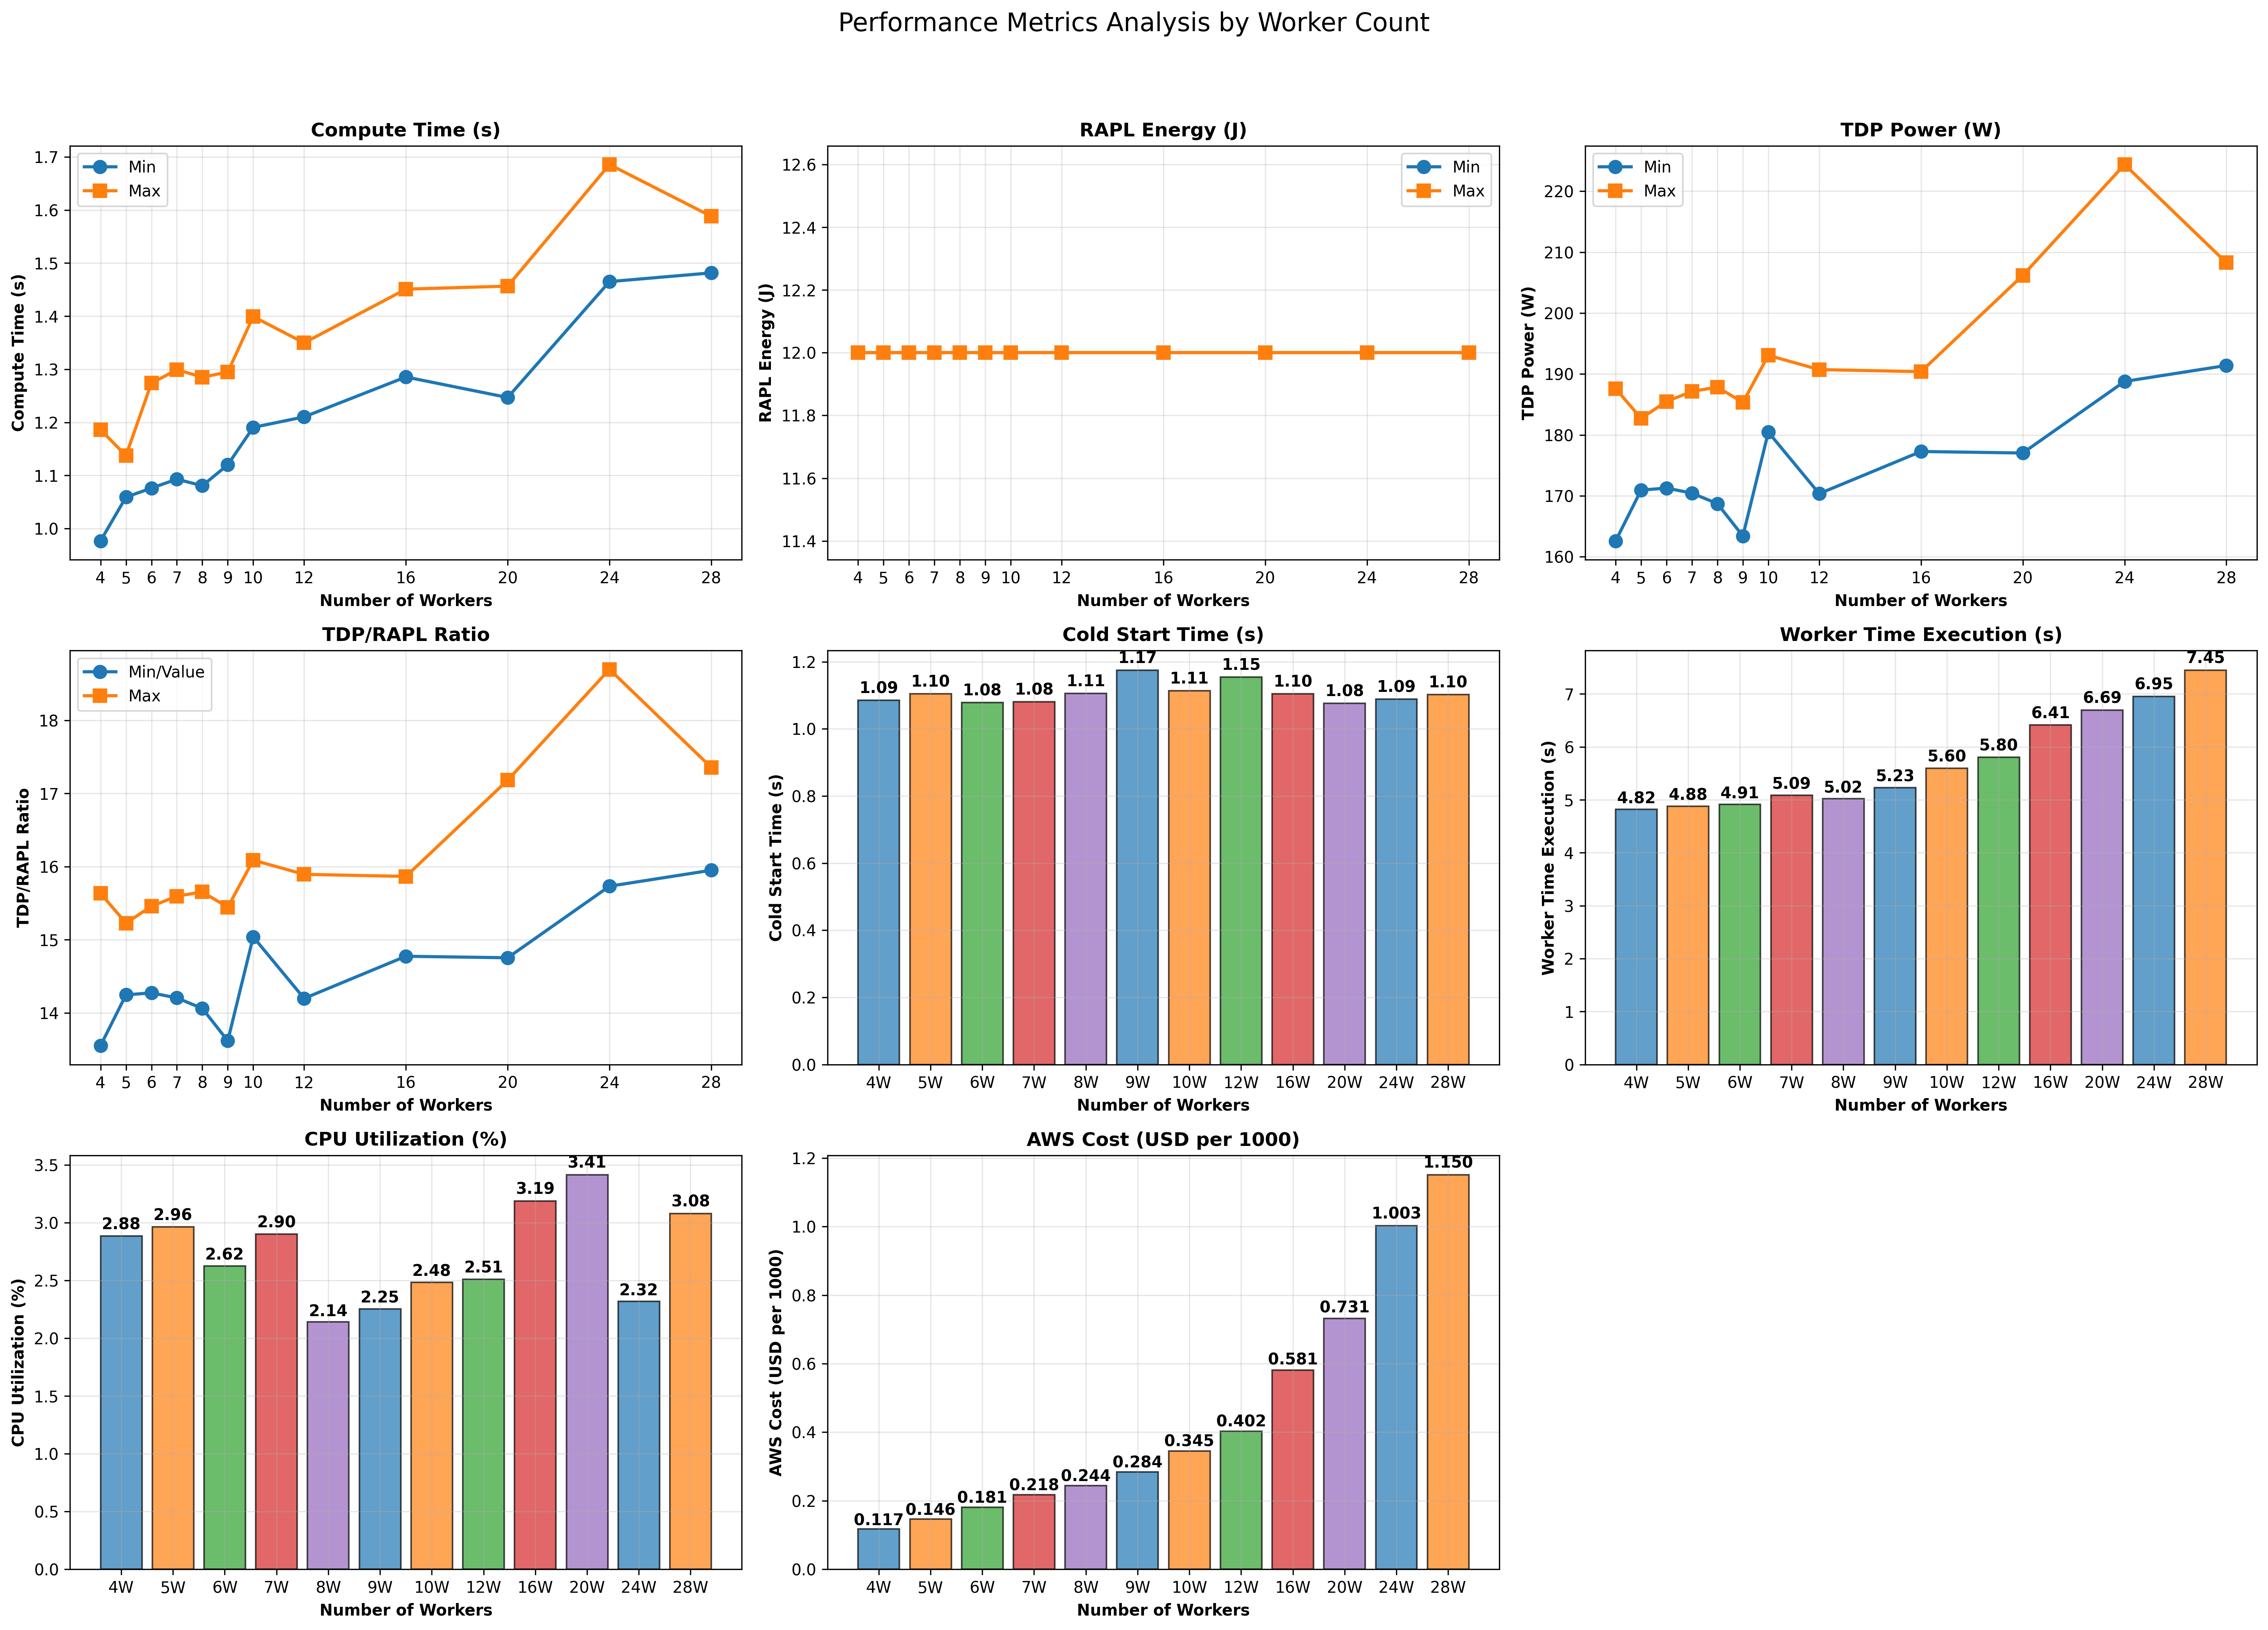 Performance Metrics Analysis by Worker Count
Compute Time (s)
Compute Time (s)
1.7
1.6
1.5
1.4
1.3
1.2
1.1
1.0
Min
Max
4 5 6 7 8 9 10 12 16 20 24 28
Number of Workers
RAPL Energy (J)
RAPL Energy (J)
12.6
12.4
12.2
12.0
11.8
11.6
11.4
Min
Max
4 5 6 7 8 9 10 12 16 20 24 28
Number of Workers
TDP Power (W)
TDP Power (W)
220
210
200
190
180
170
160
Min
Max
4 5 6 7 8 9 10 12 16 20 24 28
Number of Workers
TDP/RAPL Ratio
TDP/RAPL Ratio
18
17
16
15
14
Min/Value
Max
4 5 6 7 8 9 10 12 16 20 24 28
Number of Workers
Cold Start Time (s)
Cold Start Time (s)
1.2
1.0
0.8
0.6
0.4
0.2
0.0
1.09 1.10 1.08 1.08 1.11 1.17 1.11 1.15 1.10 1.08 1.09 1.10
4W 5W 6W 7W 8W 9W 10W 12W 16W 20W 24W 28W
Number of Workers
Worker Time Execution (s)
Worker Time Execution (s)
7
6
5
4
3
2
1
0
4.82 4.88 4.91 5.09 5.02 5.23 5.60 5.80 6.41 6.69 6.95 7.45
4W 5W 6W 7W 8W 9W 10W 12W 16W 20W 24W 28W
Number of Workers
CPU Utilization (%)
CPU Utilization (%)
3.5
3.0
2.5
2.0
1.5
1.0
0.5
0.0
2.88 2.96 2.62 2.90 2.14 2.25 2.48 2.51 3.19 3.41 2.32 3.08
4W 5W 6W 7W 8W 9W 10W 12W 16W 20W 24W 28W
Number of Workers
AWS Cost (USD per 1000)
AWS Cost (USD per 1000)
1.2
1.0
0.8
0.6
0.4
0.2
0.0
0.117 0.146 0.181 0.218 0.244 0.284 0.345 0.402 0.581 0.731 1.003 1.150
4W 5W 6W 7W 8W 9W 10W 12W 16W 20W 24W 28W
Number of Workers